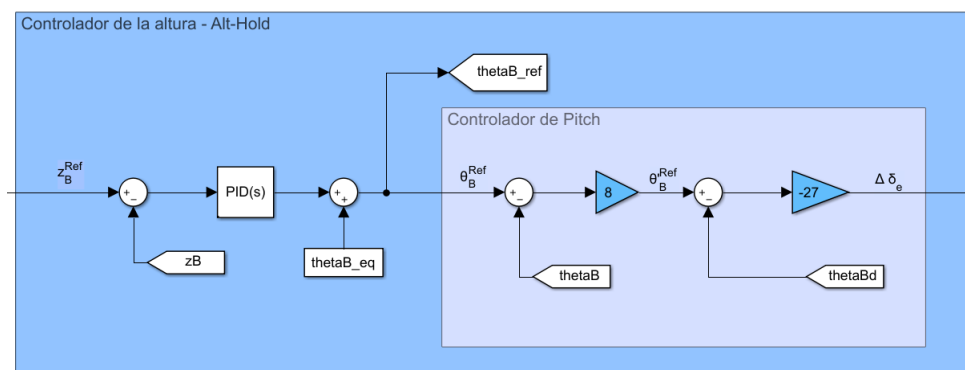 Controlador de la altura - Alt-Hold
thetaB_ref
Controlador de Pitch
z_B^Ref
+
−
PID(s)
+
+
θ_B^Ref
+
−
8
θ'_B^Ref
+
−
-27
Δ δ_e
zB
thetaB_eq
thetaB
thetaBd